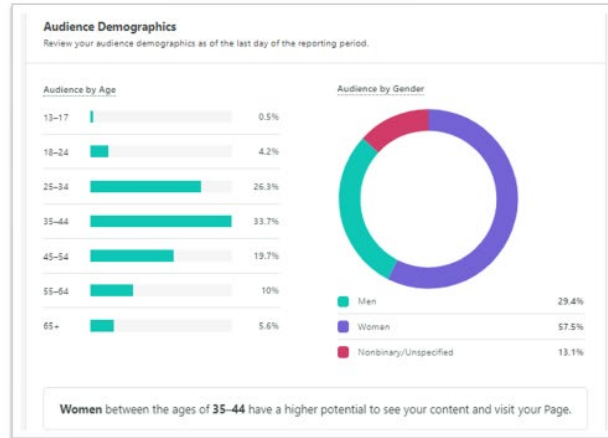 Audience Demographics
Review your audience demographics as of the last day of the reporting period.
Audience by Age
13–17 0.5%
18–24 4.2%
25–34 26.3%
35–44 33.7%
45–54 19.7%
55–64 10%
65+ 5.6%
Audience by Gender
Men 29.4%
Women 57.5%
Nonbinary/Unspecified 13.1%
Women between the ages of 35–44 have a higher potential to see your content and visit your Page.